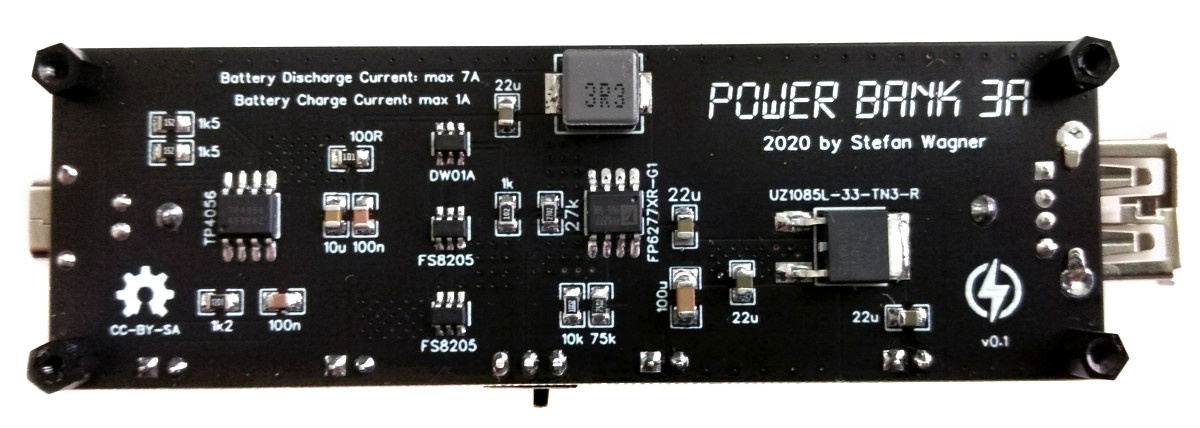 Battery Discharge Current: max 7A
Battery Charge Current: max 1A
22u
3R3
POWER BANK 3A
2020 by Stefan Wagner
1k5
1k5
100R
101
DW01A
TP4056
1k
102
27k
FP6277XR-G1
22u
UZ1085L-33-TN3-R
10u
100n
FS8205
CC-BY-SA
1k2
100n
FS8205
10k
75k
100u
22u
22u
v0.1